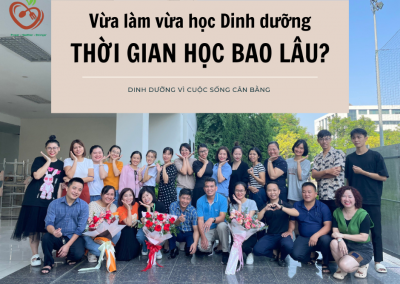 Vừa làm vừa học Dinh dưỡng
THỜI GIAN HỌC BAO LÂU?
DINH DƯỠNG VÌ CUỘC SỐNG CÂN BẰNG